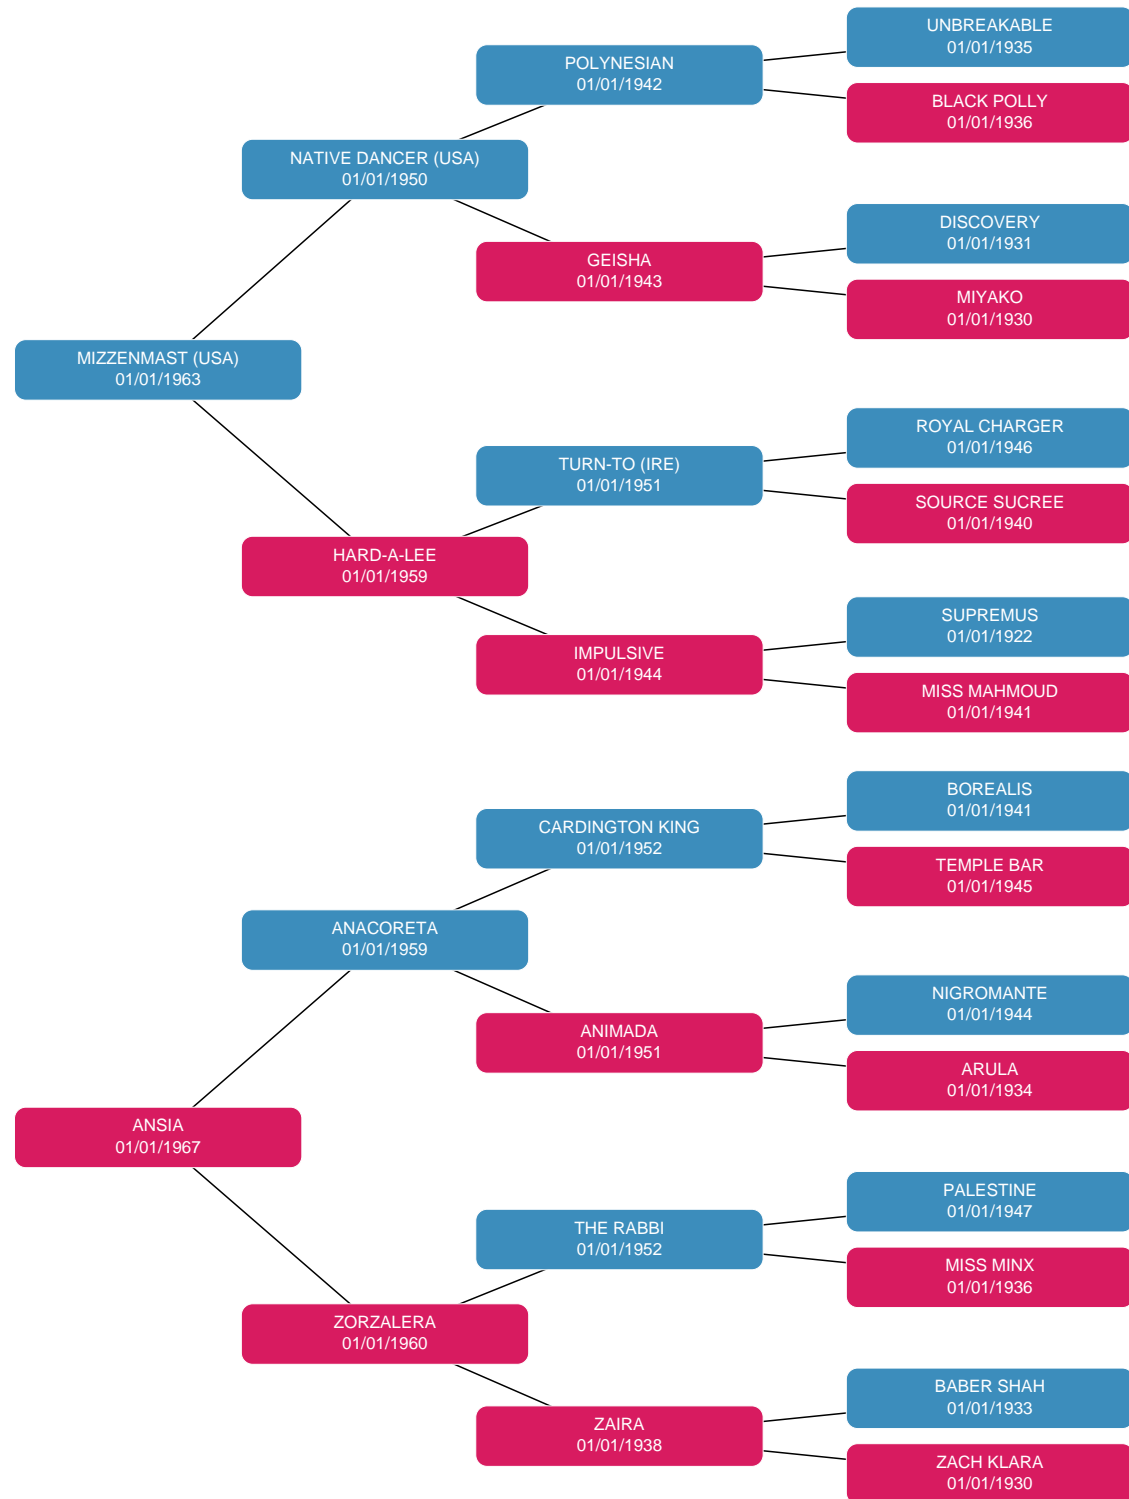 UNBREAKABLE
01/01/1935
POLYNESIAN
01/01/1942
BLACK POLLY
01/01/1936
NATIVE DANCER (USA)
01/01/1950
DISCOVERY
01/01/1931
GEISHA
01/01/1943
MIYAKO
01/01/1930
MIZZENMAST (USA)
01/01/1963
ROYAL CHARGER
01/01/1946
TURN-TO (IRE)
01/01/1951
SOURCE SUCREE
01/01/1940
HARD-A-LEE
01/01/1959
SUPREMUS
01/01/1922
IMPULSIVE
01/01/1944
MISS MAHMOUD
01/01/1941
BOREALIS
01/01/1941
CARDINGTON KING
01/01/1952
TEMPLE BAR
01/01/1945
ANACORETA
01/01/1959
NIGROMANTE
01/01/1944
ANIMADA
01/01/1951
ARULA
01/01/1934
ANSIA
01/01/1967
PALESTINE
01/01/1947
THE RABBI
01/01/1952
MISS MINX
01/01/1936
ZORZALERA
01/01/1960
BABER SHAH
01/01/1933
ZAIRA
01/01/1938
ZACH KLARA
01/01/1930